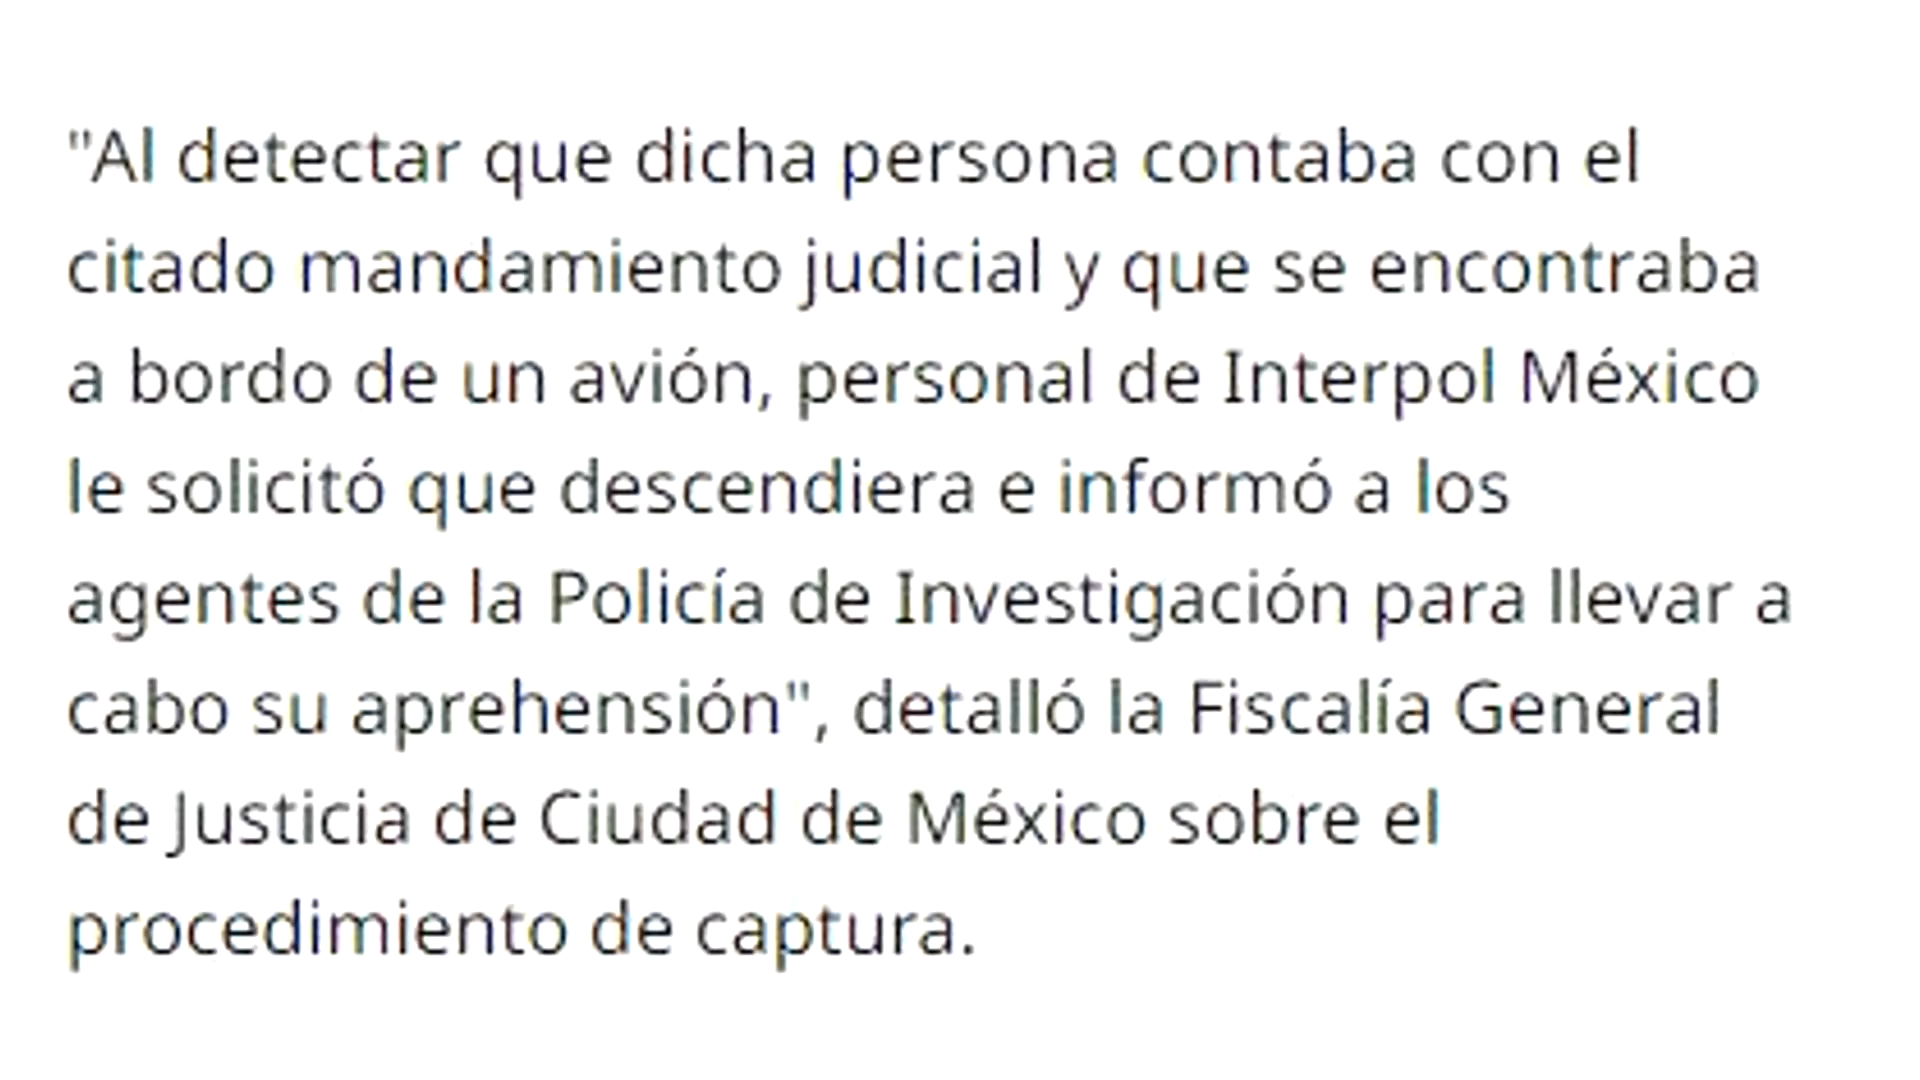 "Al detectar que dicha persona contaba con el
citado mandamiento judicial y que se encontraba
a bordo de un avión, personal de Interpol México
le solicitó que descendiera e informó a los
agentes de la Policía de Investigación para llevar a
cabo su aprehensión", detalló la Fiscalía General
de Justicia de Ciudad de México sobre el
procedimiento de captura.